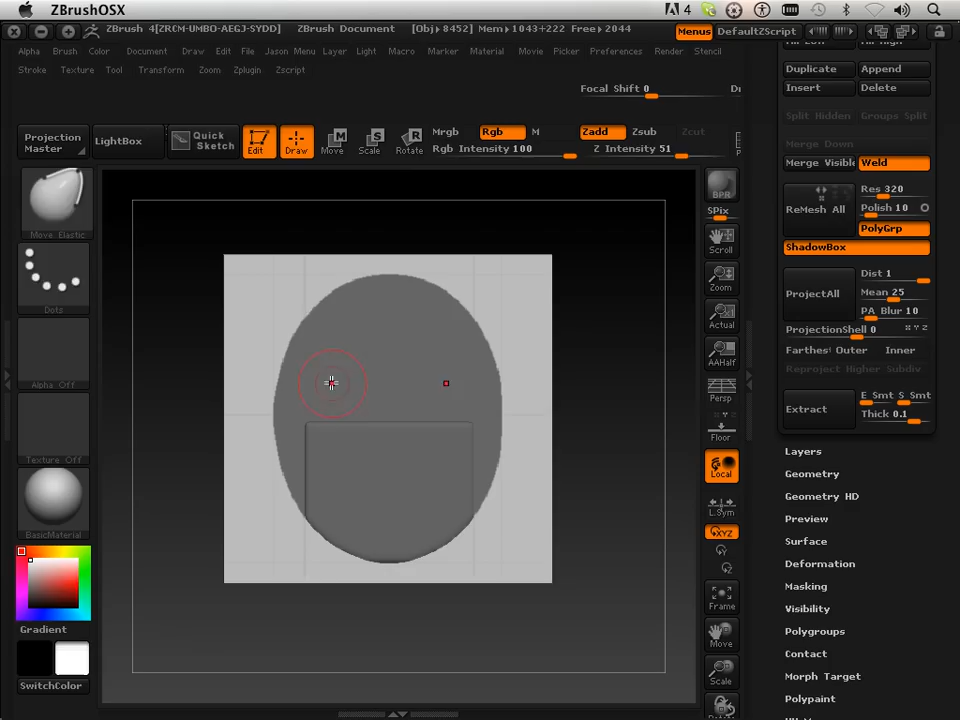 ZBrushOSX
4
ZBrush 4[ZRCM-UMBO-AEGJ-SYDD] ZBrush Document [Obj>8452] Mem>1043+222 Free>2044 Menus DefaultZScript
Alpha Brush Color Document Draw Edit File Jason Menu Layer Light Macro Marker Material Movie Picker Preferences Render Stencil
Stroke Texture Tool Transform Zoom Zplugin Zscript
Focal Shift 0
Projection Master
LightBox
Quick Sketch
Edit
Draw
Move
Scale
Rotate
Mrgb Rgb M
Rgb Intensity 100
Zadd Zsub Zcut
Z Intensity 51
Move Elastic
Dots
Alpha Off
Texture Off
BasicMaterial
Gradient
SwitchColor
BPR
SPix
Scroll
Zoom
Actual
AAHalf
Persp
Floor
Local
L.Sym
XYZ
Frame
Move
Scale
Duplicate Append
Insert Delete
Split Hidden Groups Split
Merge Down
Merge Visible Weld
ReMesh All
Res 320
Polish 10
PolyGrp
ShadowBox
ProjectAll
Dist 1
Mean 25
PA Blur 10
ProjectionShell 0
Farthest Outer Inner
Reproject Higher Subdiv
Extract
E Smt S Smt
Thick 0.1
Layers
Geometry
Geometry HD
Preview
Surface
Deformation
Masking
Visibility
Polygroups
Contact
Morph Target
Polypaint